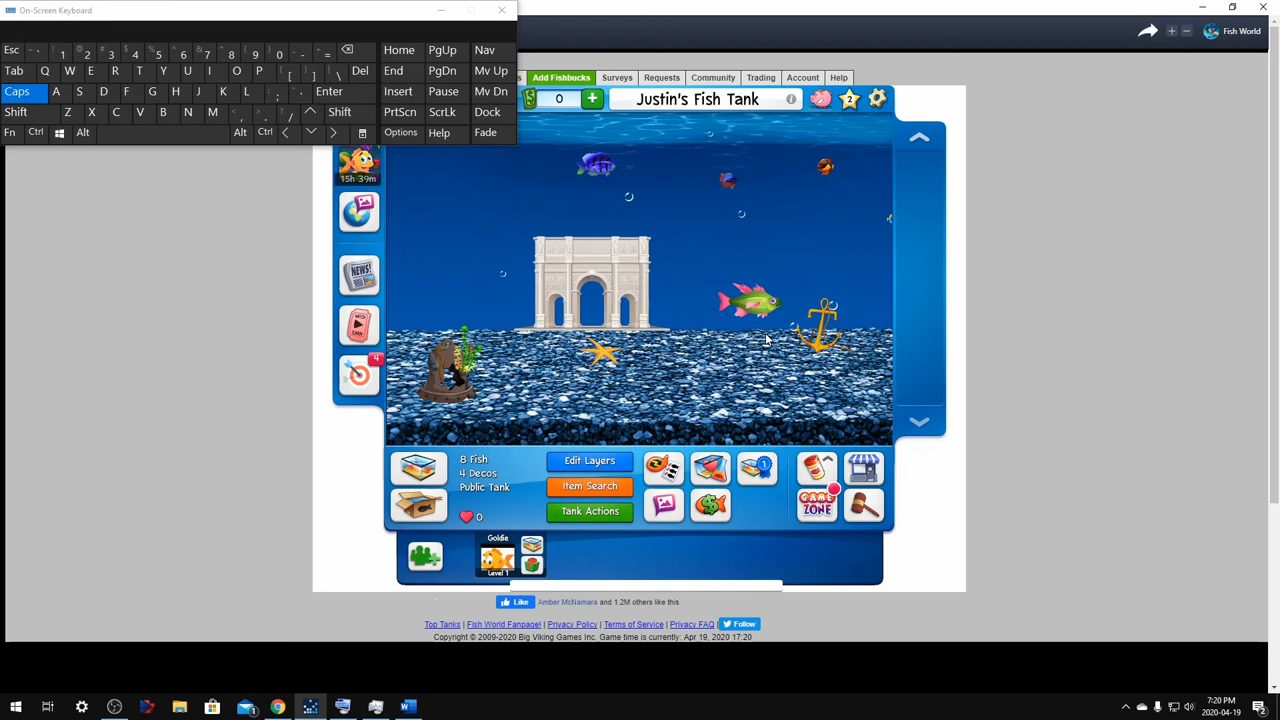 On-Screen Keyboard
Esc ~ ` ! 1 @ 2 # 3 $ 4 % 5 ^ 6 & 7 * 8 ( 9 ) 0 _ - + = Home PgUp Nav
Tab Q W E R T Y U I O P { [ } ] | \ Del End PgDn Mv Up
Caps A S D F G H J K L : ; " ' Enter Insert Pause Mv Dn
Shift Z X C V B N M < , > . ? / Shift PrtScn ScrLk Dock
Fn Ctrl Alt Alt Ctrl Options Help Fade
Fish World
Add Fishbucks Surveys Requests Community Trading Account Help
0 Justin's Fish Tank 2
15h 39m
NEWS!
4
8 Fish
4 Decos
Public Tank
0
Edit Layers
Item Search
Tank Actions
1
GAME ZONE
Goldie
Level 1
Like Amber McNamara and 1.2M others like this.
Top Tanks | Fish World Fanpage! | Privacy Policy | Terms of Service | Privacy FAQ | Follow
Copyright © 2009-2020 Big Viking Games Inc. Game time is currently: Apr 19, 2020 17:20
7:20 PM
2020-04-19